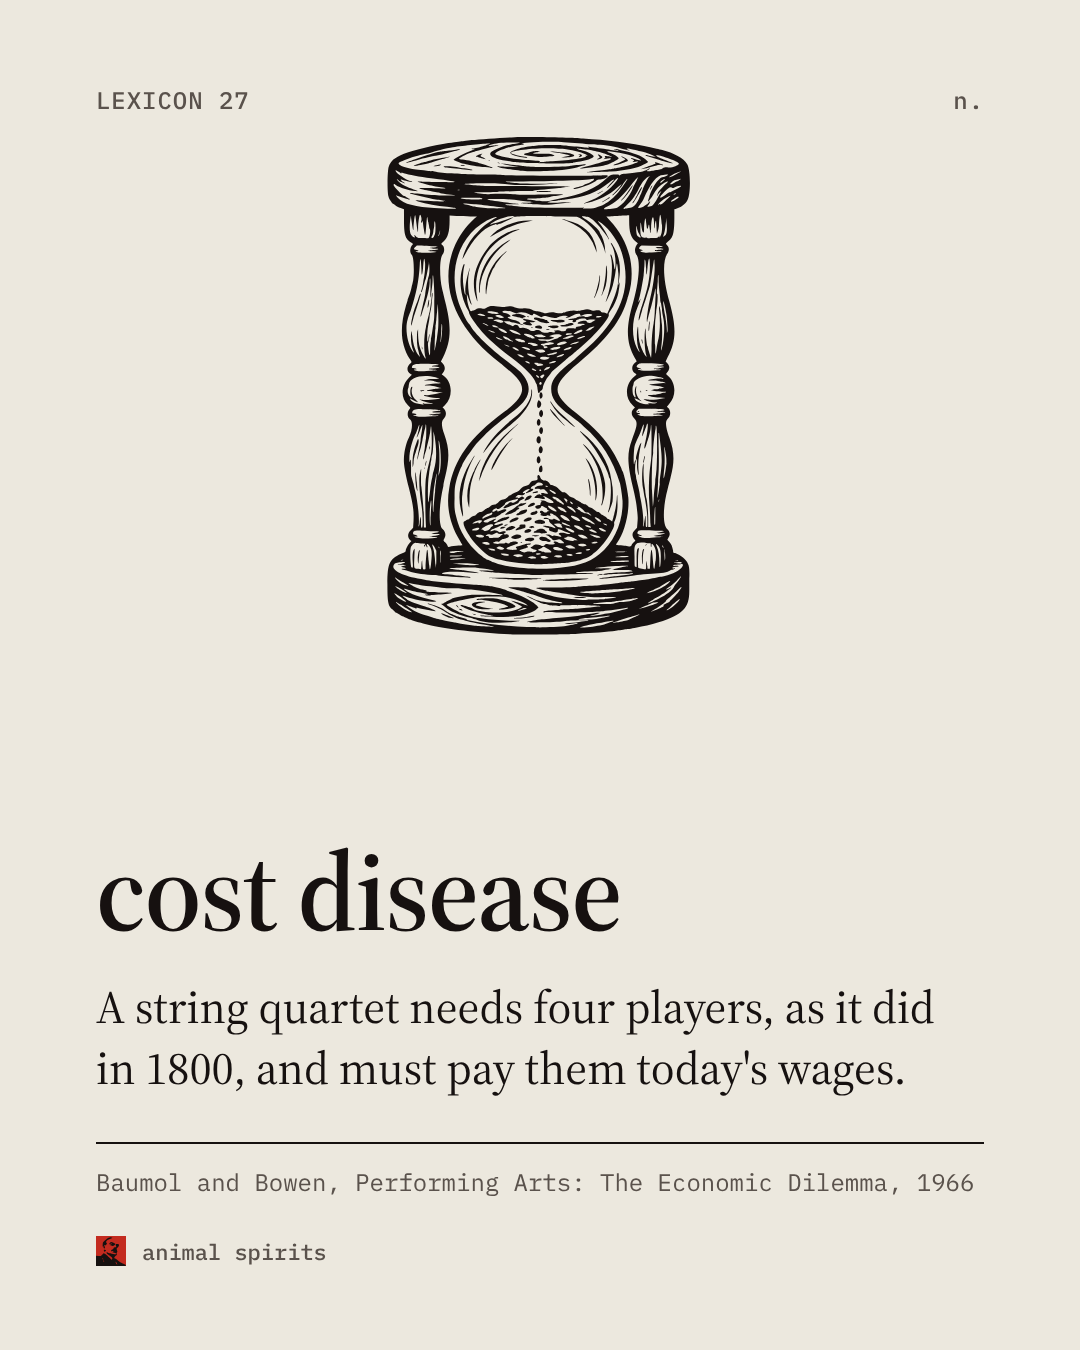 LEXICON 27
n.
cost disease
A string quartet needs four players, as it did
in 1800, and must pay them today's wages.
Baumol and Bowen, Performing Arts: The Economic Dilemma, 1966
animal spirits